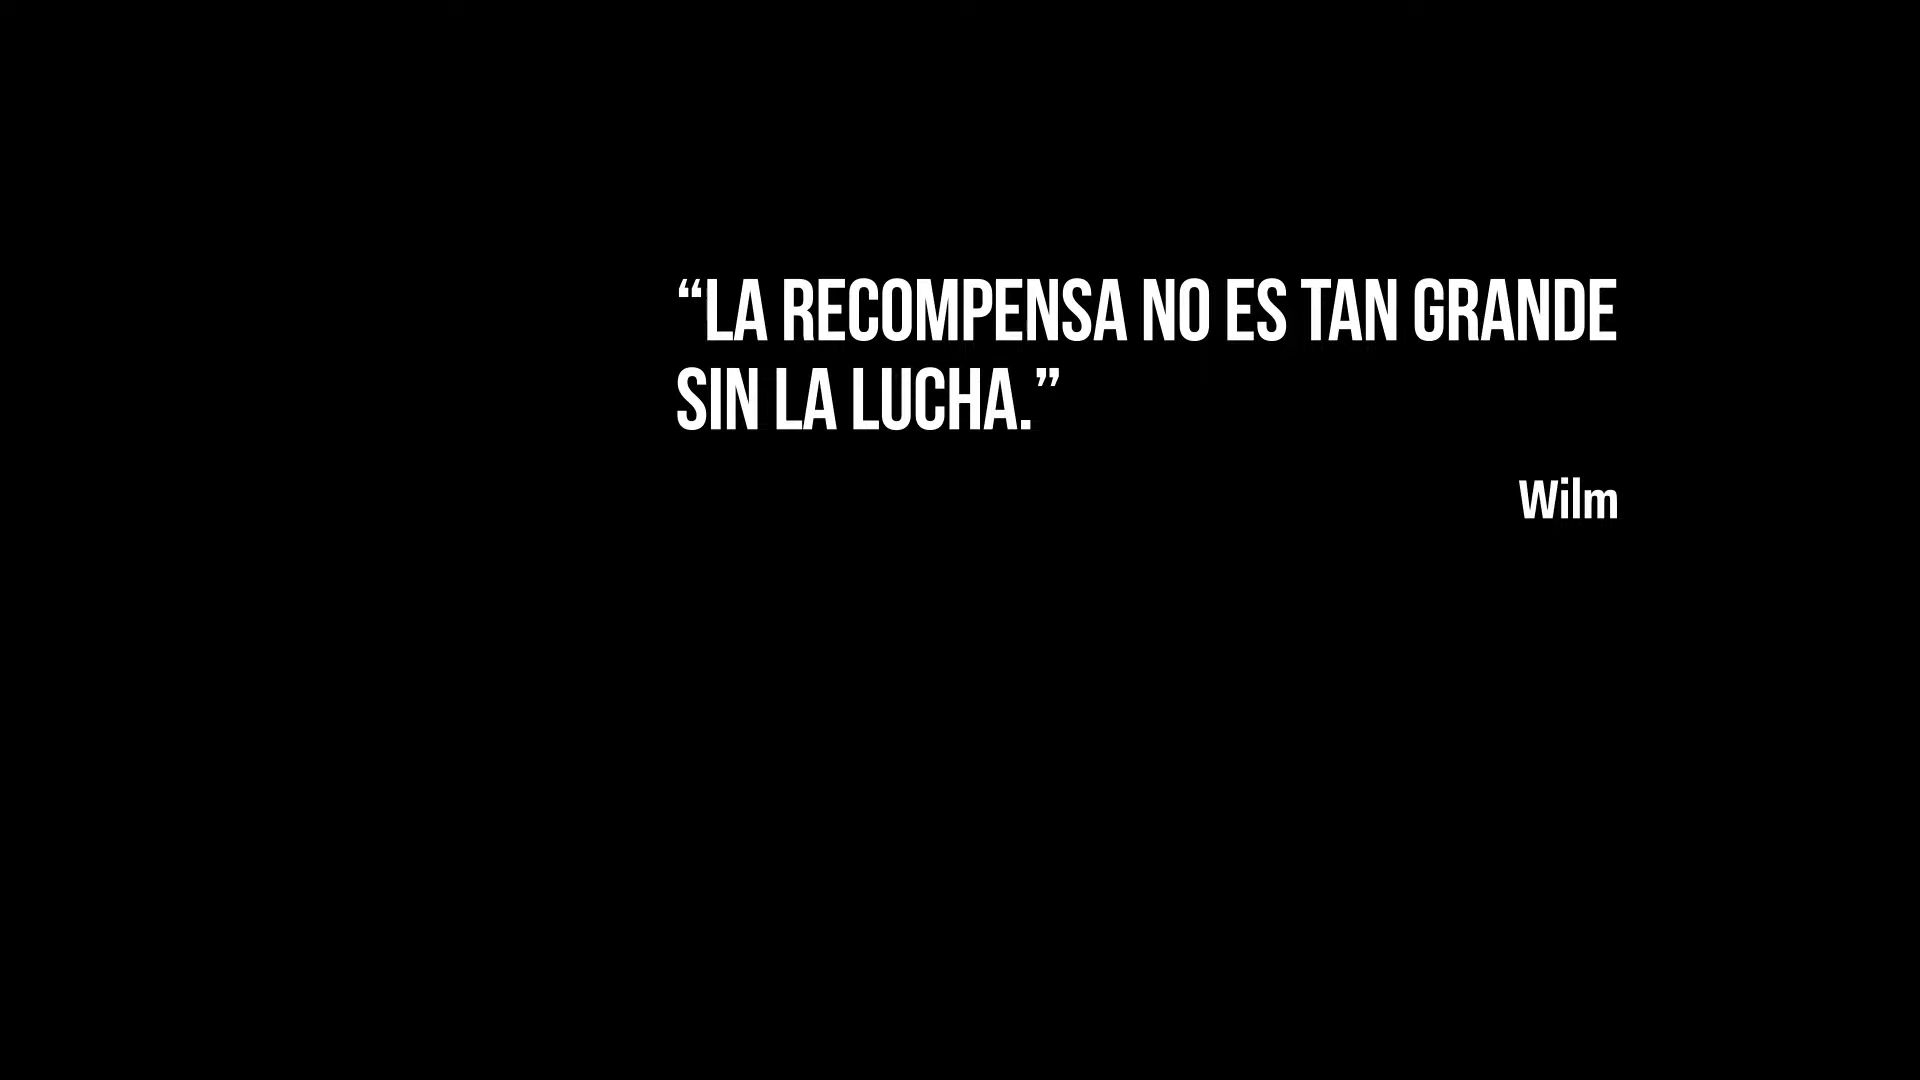 “LA RECOMPENSA NO ES TAN GRANDE
SIN LA LUCHA.”
Wilm